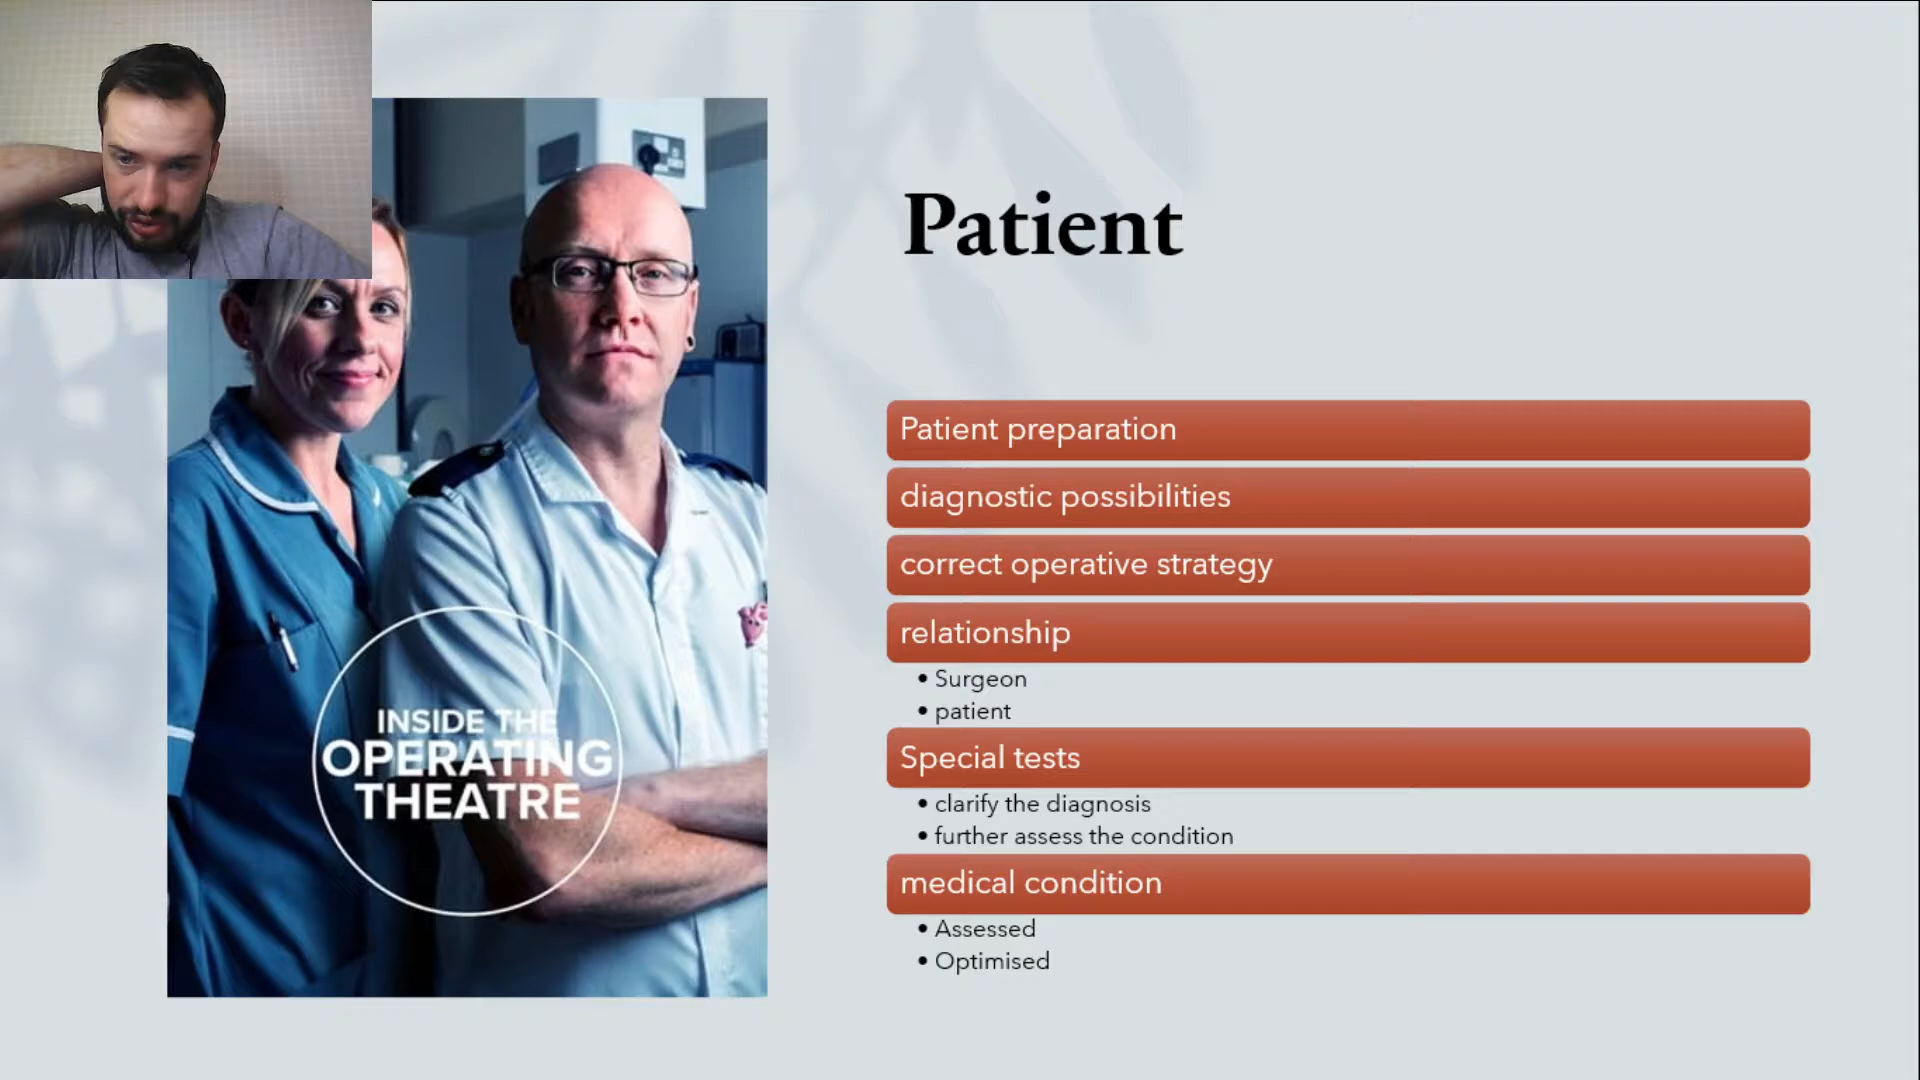 Patient
Patient preparation
diagnostic possibilities
correct operative strategy
relationship
• Surgeon
• patient
Special tests
• clarify the diagnosis
• further assess the condition
medical condition
• Assessed
• Optimised
INSIDE THE
OPERATING
THEATRE